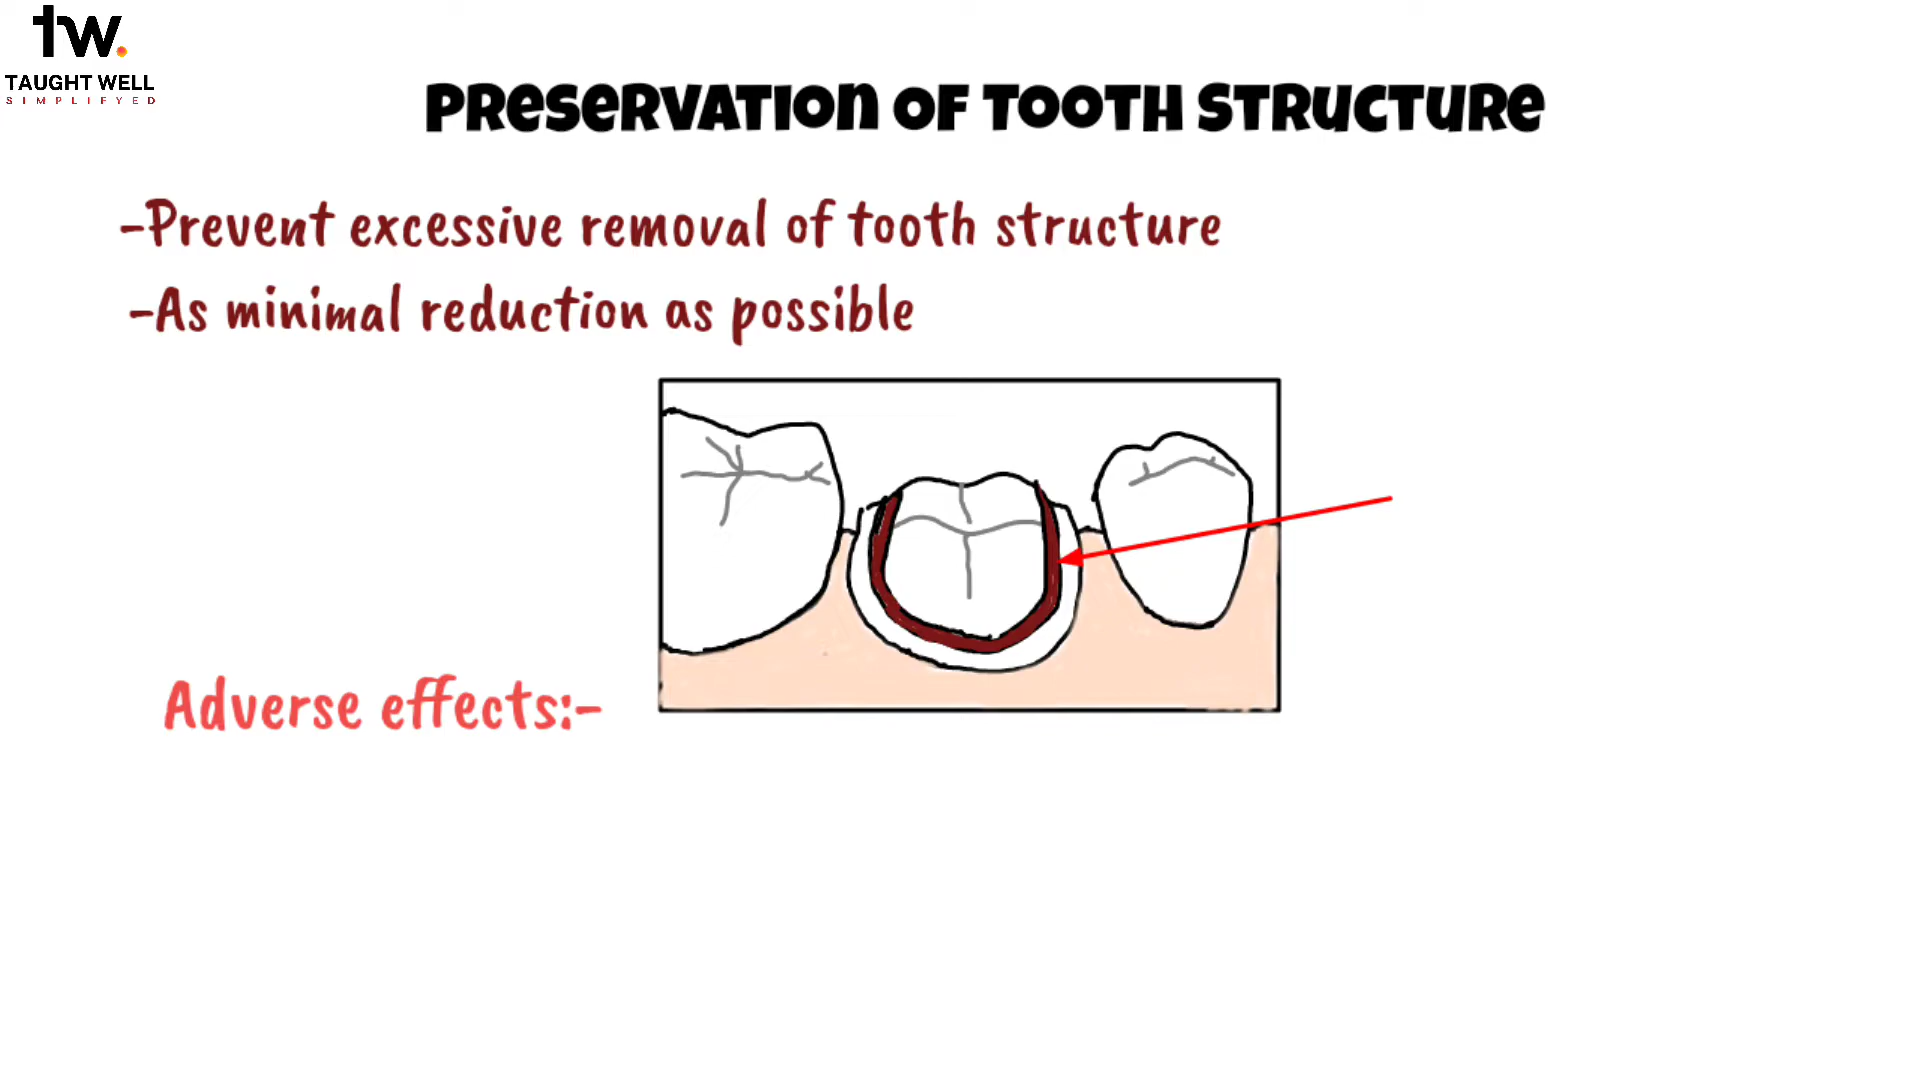 tw.
TAUGHT WELL
SIMPLIFYED
PRESERVATION OF TOOTH STRUCTURE
-Prevent excessive removal of tooth structure
-As minimal reduction as possible
Adverse effects:-